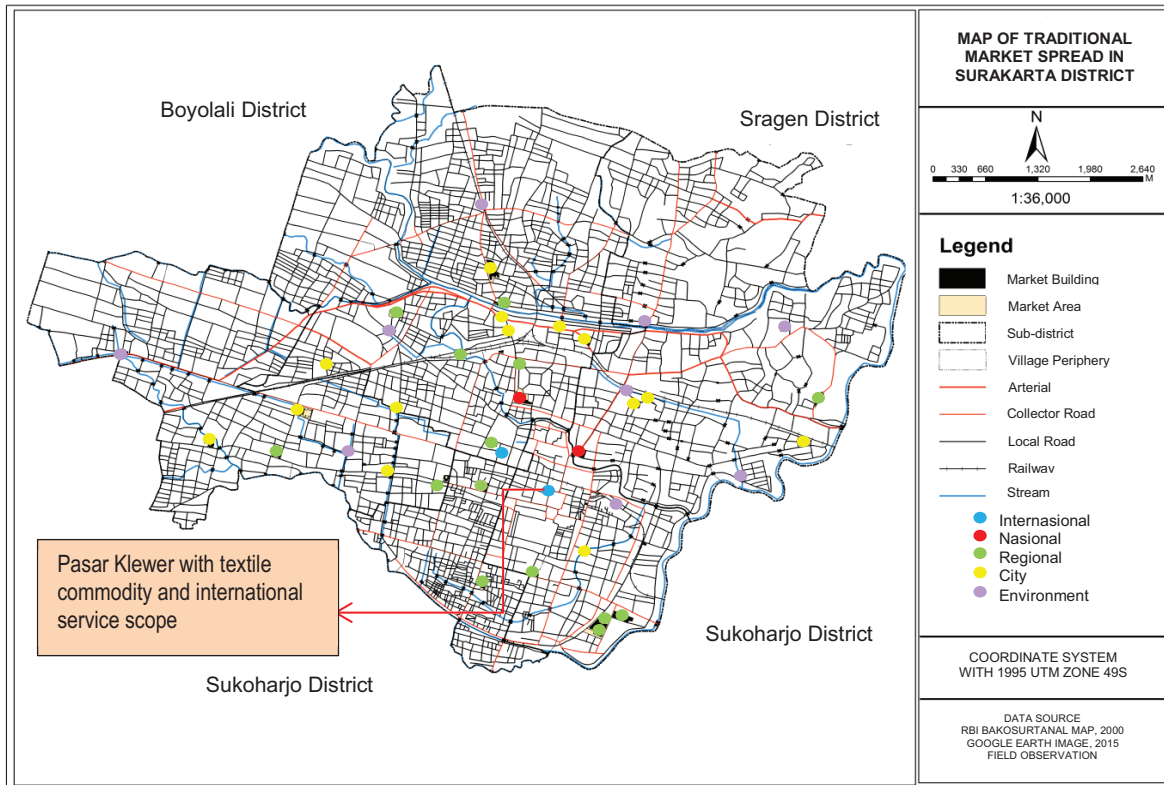 Boyolali District
Sragen District
Pasar Klewer with textile
commodity and international
service scope
Sukoharjo District
Sukoharjo District
MAP OF TRADITIONAL
MARKET SPREAD IN
SURAKARTA DISTRICT
N
0 330 660 1,320 1,980 2,640
M
1:36,000
Legend
Market Building
Market Area
Sub-district
Village Periphery
Arterial
Collector Road
Local Road
Railwav
Stream
Internasional
Nasional
Regional
City
Environment
COORDINATE SYSTEM
WITH 1995 UTM ZONE 49S
DATA SOURCE
RBI BAKOSURTANAL MAP, 2000
GOOGLE EARTH IMAGE, 2015
FIELD OBSERVATION